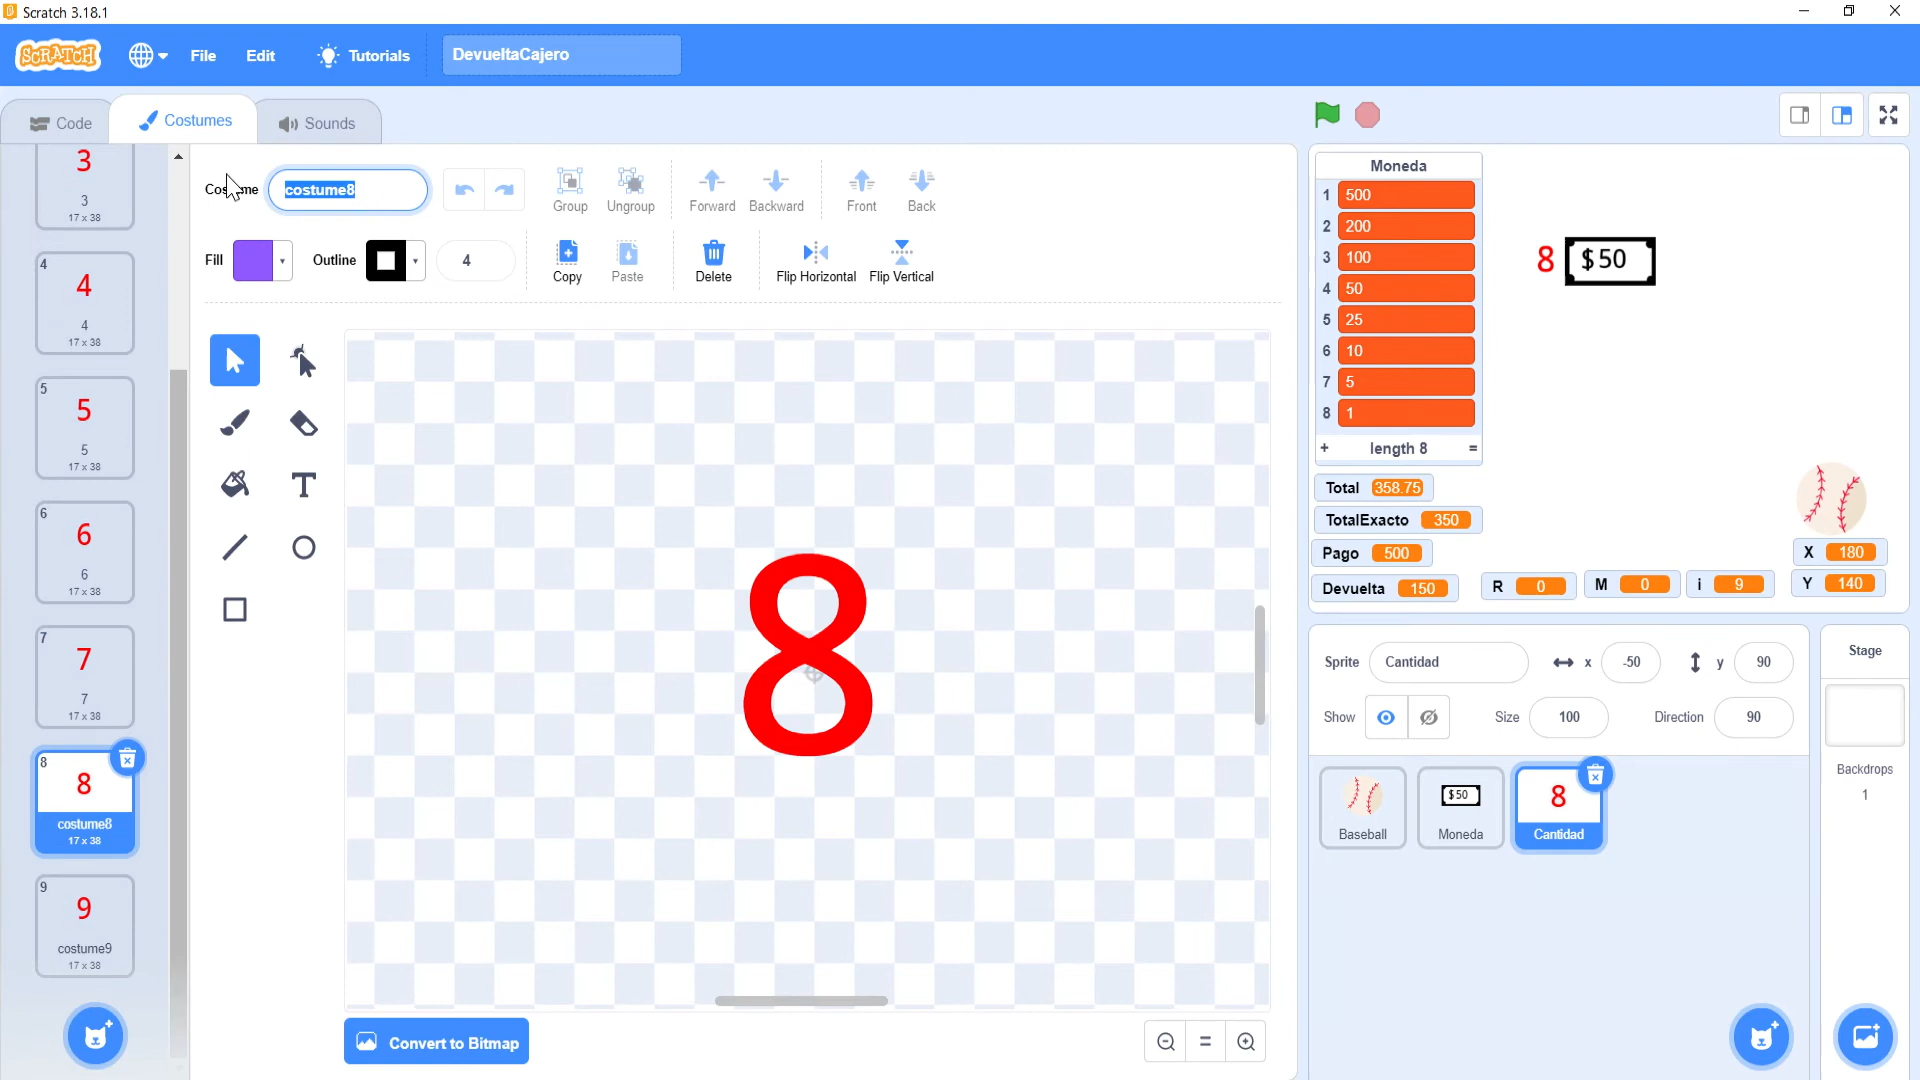 Scratch 3.18.1
SCRATCH File Edit Tutorials DevueltaCajero
Code Costumes Sounds
3
3
17 x 38
4
4
4
17 x 38
5
5
5
17 x 38
6
6
6
17 x 38
7
7
7
17 x 38
8
8
costume8
17 x 38
9
9
costume9
17 x 38
Costume costume8
Group Ungroup Forward Backward Front Back
Fill Outline 4
Copy Paste Delete Flip Horizontal Flip Vertical
T
8
Convert to Bitmap
Moneda
1 500
2 200
3 100
4 50
5 25
6 10
7 5
8 1
+ length 8 =
8 $50
Total 358.75
TotalExacto 350
Pago 500
Devuelta 150
R 0
M 0
i 9
X 180
Y 140
Sprite Cantidad x -50 y 90
Show Size 100 Direction 90
Baseball
$50
Moneda
8
Cantidad
Stage
Backdrops
1